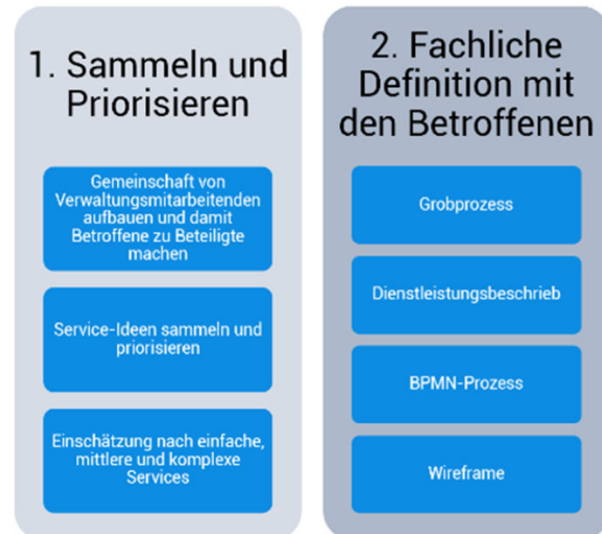 1. Sammeln und
Priorisieren
Gemeinschaft von
Verwaltungsmitarbeitenden
aufbauen und damit
Betroffene zu Beteiligte
machen
Service-Ideen sammeln und
priorisieren
Einschätzung nach einfache,
mittlere und komplexe
Services
2. Fachliche
Definition mit
den Betroffenen
Grobprozess
Dienstleistungsbeschrieb
BPMN-Prozess
Wireframe